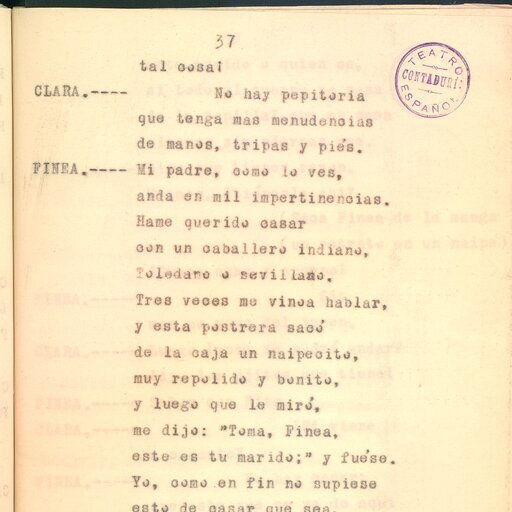 37
TEATRO
CONTADURÍA
ESPAÑOL
tal cosa¡
CLARA.---- No hay pepitoria
que tenga mas menudencias
de manos, tripas y piés.
FINEA.---- Mi padre, como lo ves,
anda en mil impertinencias.
Hame querido casar
con un caballero indiano,
Toledano o sevillano.
Tres veces me vinoa hablar,
y esta postrera sacó
de la caja un naipecito,
muy repolido y bonito,
y luego que le miró,
me dijo: "Toma, Finea,
este es tu marido;" y fuése.
Yo, como en fin no supiese
esto de casar que sea,